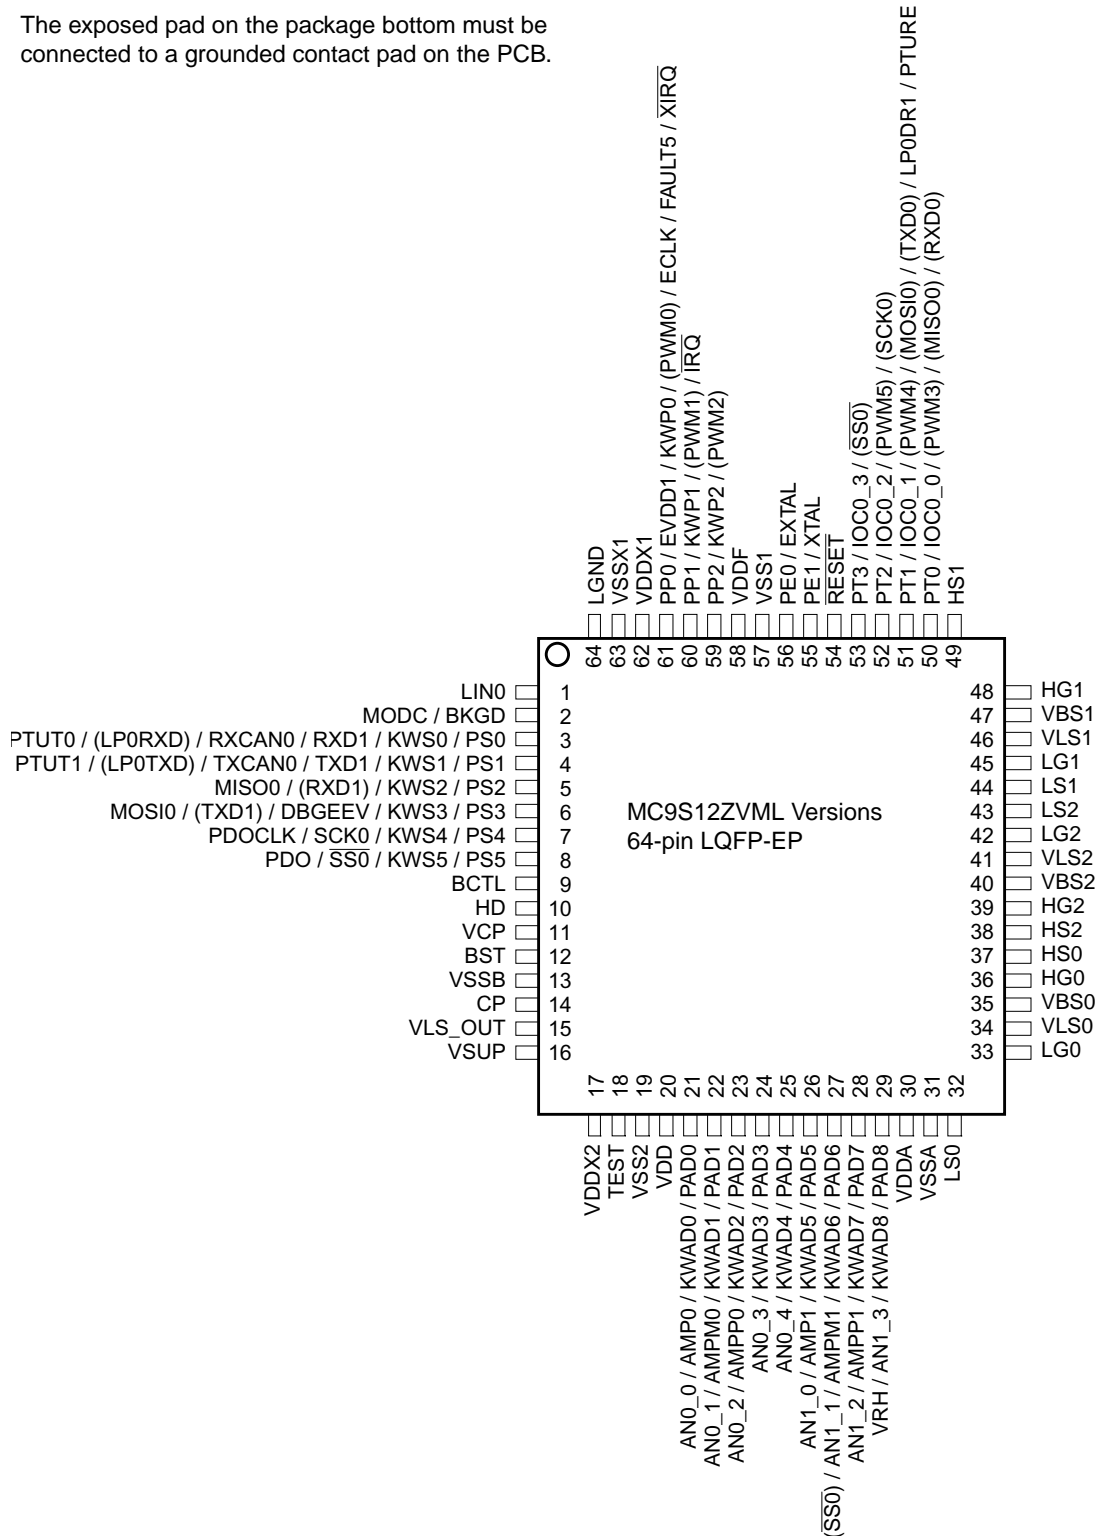 The exposed pad on the package bottom must be
connected to a grounded contact pad on the PCB.
LGND
VSSX1
VDDX1
PP0 / EVDD1 / KWP0 / (PWM0) / ECLK / FAULT5 / X̅I̅R̅Q̅
PP1 / KWP1 / (PWM1) / I̅R̅Q̅
PP2 / KWP2 / (PWM2)
VDDF
VSS1
PE0 / EXTAL
PE1 / XTAL
R̅E̅S̅E̅T̅
PT3 / IOC0_3 / (S̅S̅0̅)
PT2 / IOC0_2 / (PWM5) / (SCK0)
PT1 / IOC0_1 / (PWM4) / (MOSI0) / (TXD0) / LP0DR1 / PTURE
PT0 / IOC0_0 / (PWM3) / (MISO0) / (RXD0)
HS1
64 63 62 61 60 59 58 57 56 55 54 53 52 51 50 49
LIN0 1
MODC / BKGD 2
PTUT0 / (LP0RXD) / RXCAN0 / RXD1 / KWS0 / PS0 3
PTUT1 / (LP0TXD) / TXCAN0 / TXD1 / KWS1 / PS1 4
MISO0 / (RXD1) / KWS2 / PS2 5
MOSI0 / (TXD1) / DBGEEV / KWS3 / PS3 6
PDOCLK / SCK0 / KWS4 / PS4 7
PDO / S̅S̅0̅ / KWS5 / PS5 8
BCTL 9
HD 10
VCP 11
BST 12
VSSB 13
CP 14
VLS_OUT 15
VSUP 16
MC9S12ZVML Versions
64-pin LQFP-EP
48 HG1
47 VBS1
46 VLS1
45 LG1
44 LS1
43 LS2
42 LG2
41 VLS2
40 VBS2
39 HG2
38 HS2
37 HS0
36 HG0
35 VBS0
34 VLS0
33 LG0
17 18 19 20 21 22 23 24 25 26 27 28 29 30 31 32
VDDX2
TEST
VSS2
VDD
AN0_0 / AMP0 / KWAD0 / PAD0
AN0_1 / AMPM0 / KWAD1 / PAD1
AN0_2 / AMPP0 / KWAD2 / PAD2
AN0_3 / KWAD3 / PAD3
AN0_4 / KWAD4 / PAD4
AN1_0 / AMP1 / KWAD5 / PAD5
(S̅S̅0̅) / AN1_1 / AMPM1 / KWAD6 / PAD6
AN1_2 / AMPP1 / KWAD7 / PAD7
VRH / AN1_3 / KWAD8 / PAD8
VDDA
VSSA
LS0